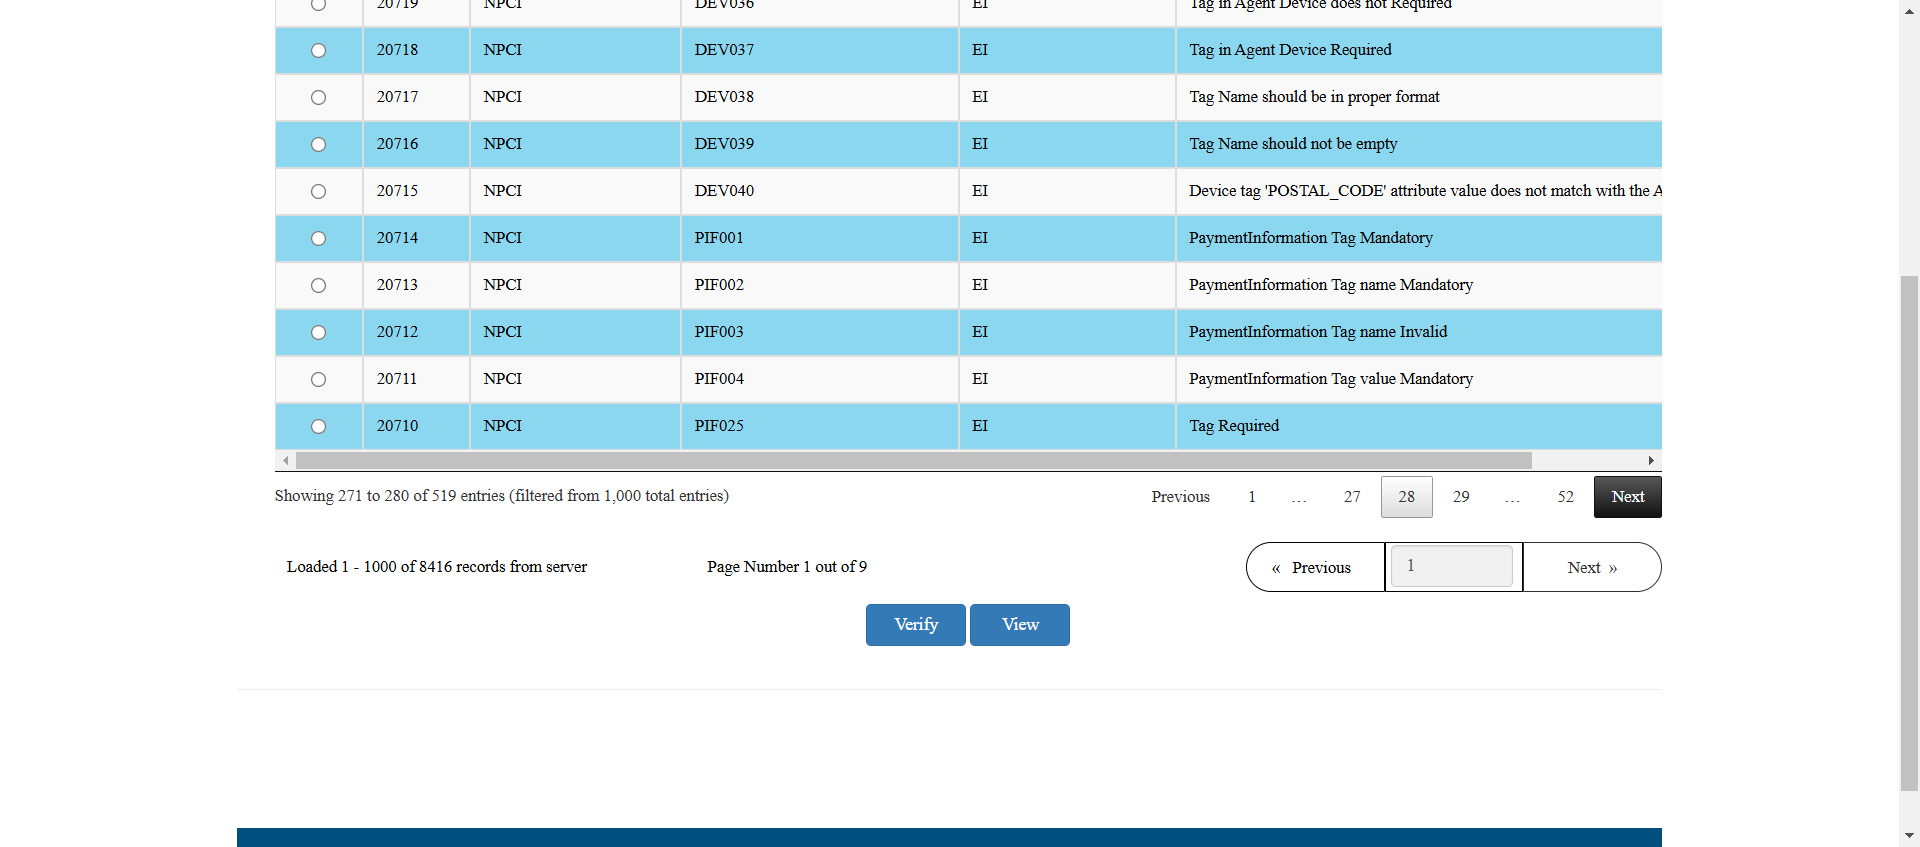 20719 NPCI DEV036 EI Tag in Agent Device does not Required
20718 NPCI DEV037 EI Tag in Agent Device Required
20717 NPCI DEV038 EI Tag Name should be in proper format
20716 NPCI DEV039 EI Tag Name should not be empty
20715 NPCI DEV040 EI Device tag 'POSTAL_CODE' attribute value does not match with the A
20714 NPCI PIF001 EI PaymentInformation Tag Mandatory
20713 NPCI PIF002 EI PaymentInformation Tag name Mandatory
20712 NPCI PIF003 EI PaymentInformation Tag name Invalid
20711 NPCI PIF004 EI PaymentInformation Tag value Mandatory
20710 NPCI PIF025 EI Tag Required
Showing 271 to 280 of 519 entries (filtered from 1,000 total entries) Previous 1 … 27 28 29 … 52 Next
Loaded 1 - 1000 of 8416 records from server Page Number 1 out of 9 « Previous 1 Next »
Verify View